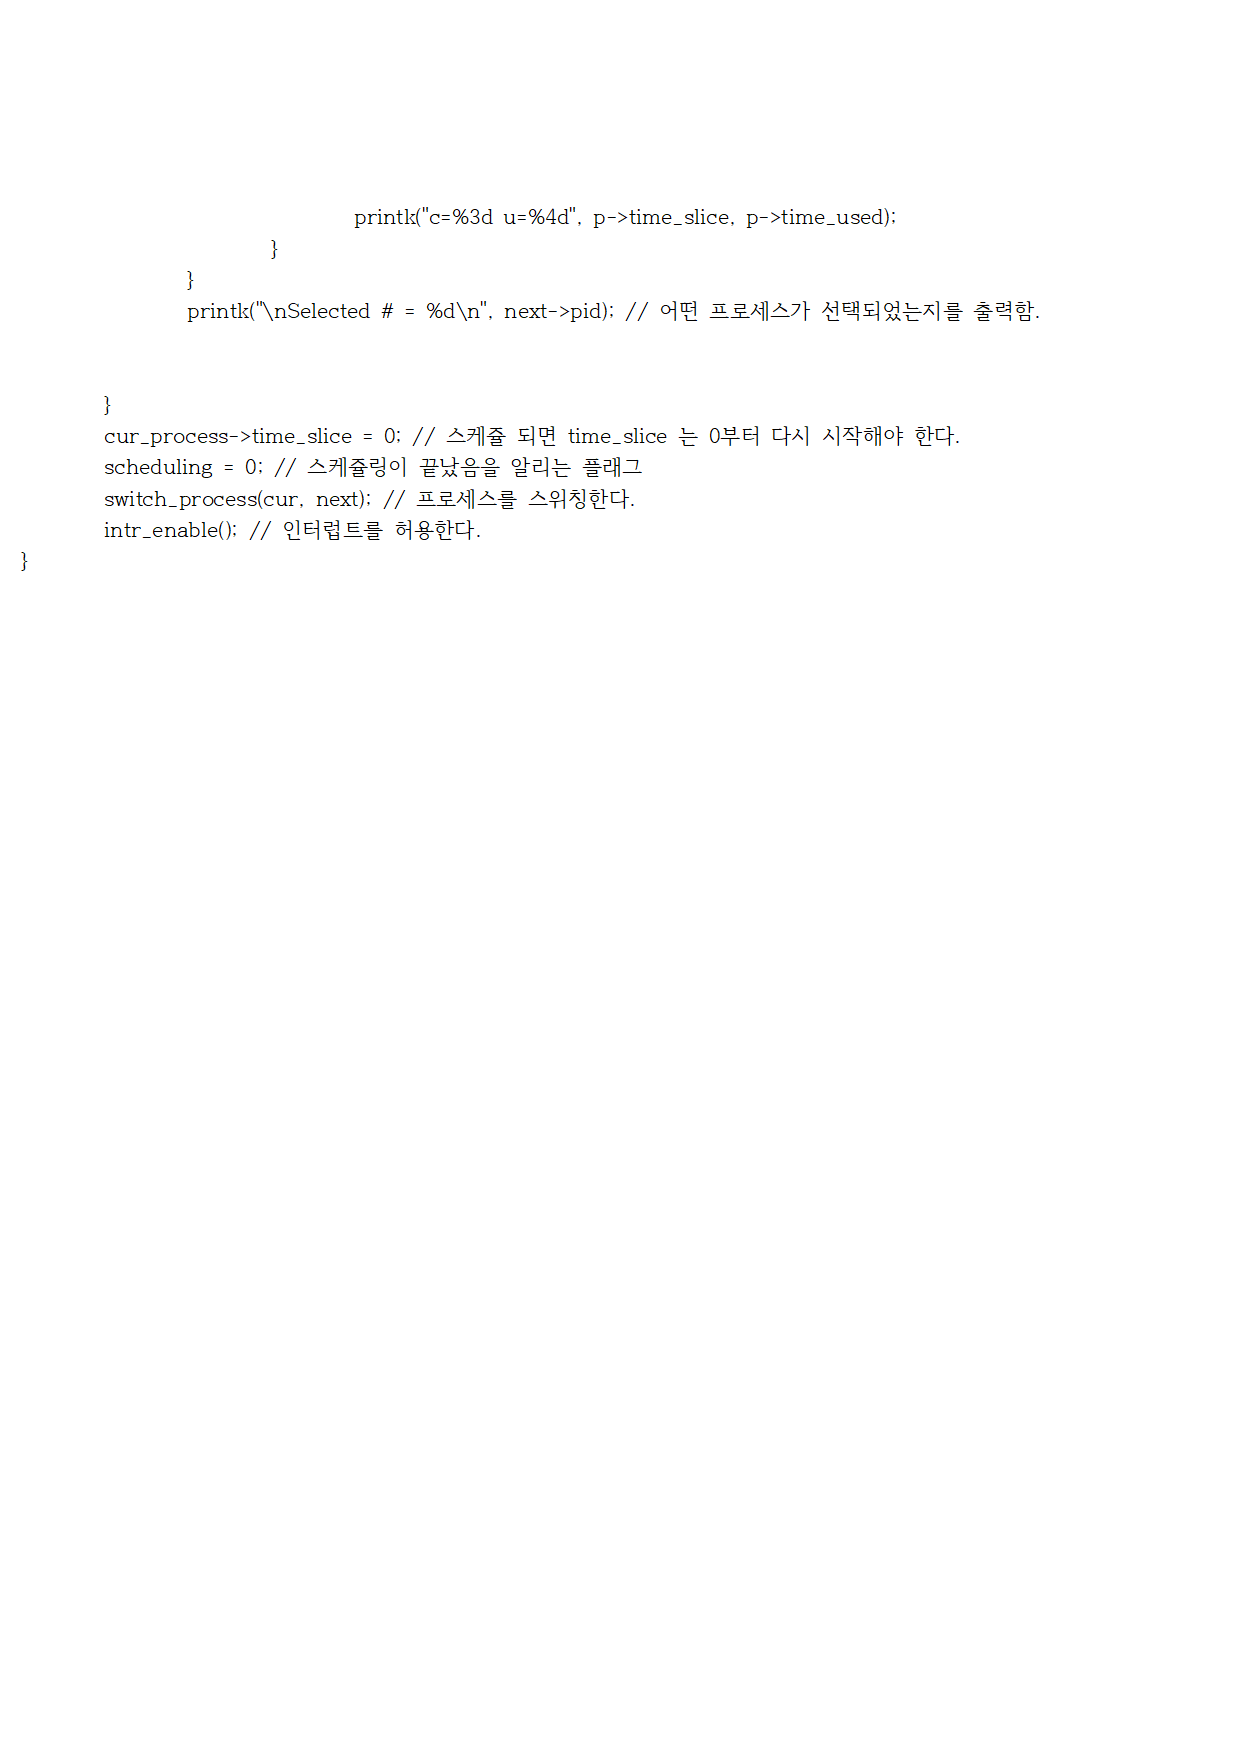 printk("c=%3d u=%4d", p->time_slice, p->time_used);
}
}
printk("\nSelected # = %d\n", next->pid); // 어떤 프로세스가 선택되었는지를 출력함.
}
cur_process->time_slice = 0; // 스케쥴 되면 time_slice 는 0부터 다시 시작해야 한다.
scheduling = 0; // 스케쥴링이 끝났음을 알리는 플래그
switch_process(cur, next); // 프로세스를 스위칭한다.
intr_enable(); // 인터럽트를 허용한다.
}